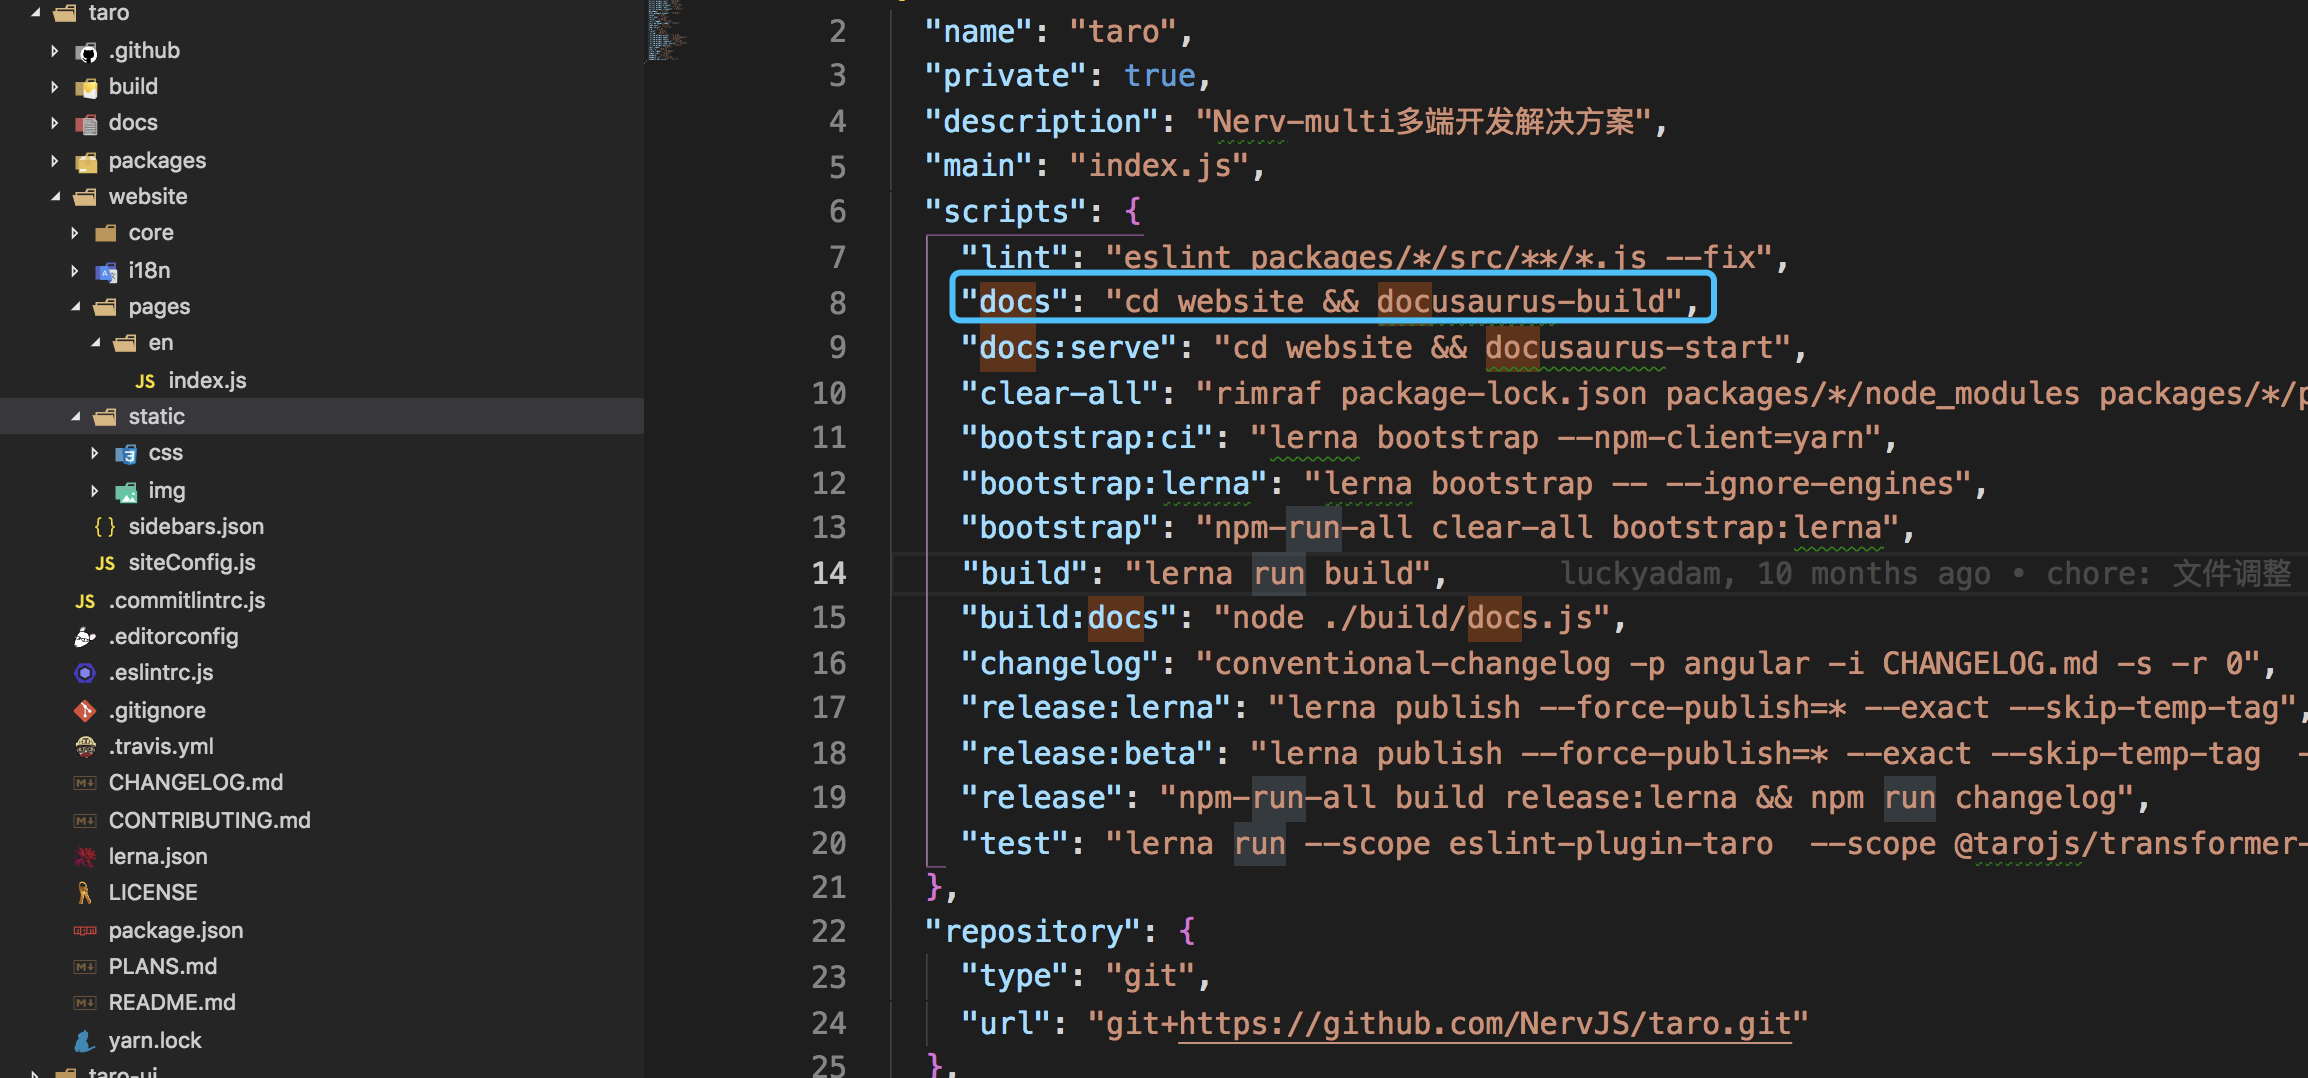 taro
.github
build
docs
packages
website
core
i18n
pages
en
JS index.js
static
css
img
{ } sidebars.json
JS siteConfig.js
JS .commitlintrc.js
.editorconfig
.eslintrc.js
.gitignore
.travis.yml
CHANGELOG.md
CONTRIBUTING.md
lerna.json
LICENSE
package.json
PLANS.md
README.md
yarn.lock
taro-ui
2 "name": "taro",
3 "private": true,
4 "description": "Nerv-multi多端开发解决方案",
5 "main": "index.js",
6 "scripts": {
7 "lint": "eslint packages/*/src/**/*.js --fix",
8 "docs": "cd website && docusaurus-build",
9 "docs:serve": "cd website && docusaurus-start",
10 "clear-all": "rimraf package-lock.json packages/*/node_modules packages/*/p
11 "bootstrap:ci": "lerna bootstrap --npm-client=yarn",
12 "bootstrap:lerna": "lerna bootstrap -- --ignore-engines",
13 "bootstrap": "npm-run-all clear-all bootstrap:lerna",
14 "build": "lerna run build", luckyadam, 10 months ago • chore: 文件调整
15 "build:docs": "node ./build/docs.js",
16 "changelog": "conventional-changelog -p angular -i CHANGELOG.md -s -r 0",
17 "release:lerna": "lerna publish --force-publish=* --exact --skip-temp-tag",
18 "release:beta": "lerna publish --force-publish=* --exact --skip-temp-tag -
19 "release": "npm-run-all build release:lerna && npm run changelog",
20 "test": "lerna run --scope eslint-plugin-taro --scope @tarojs/transformer-
21 },
22 "repository": {
23 "type": "git",
24 "url": "git+https://github.com/NervJS/taro.git"
25 },